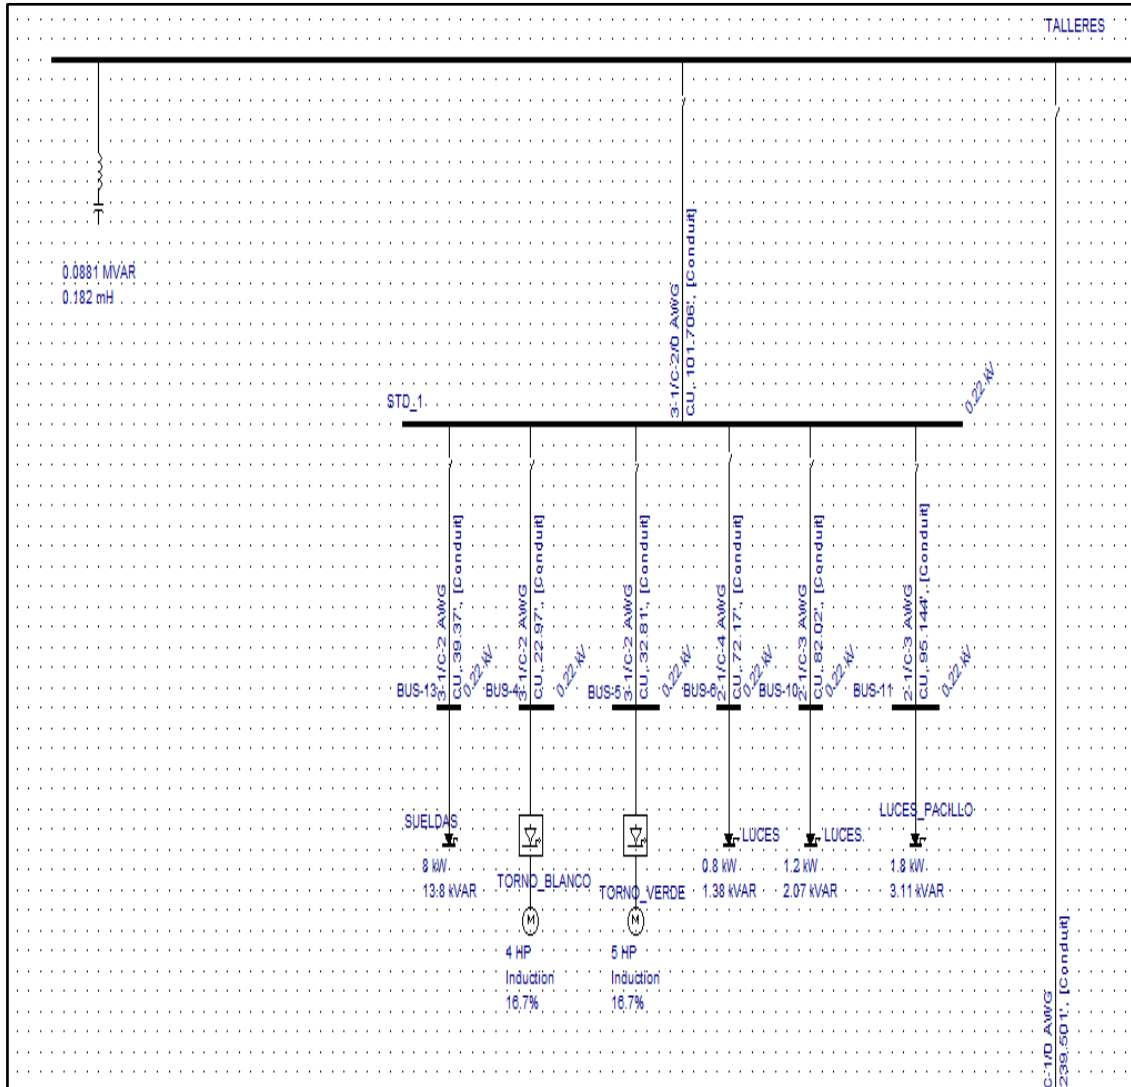 TALLERES
0.0881 MVAR
0.182 mH
3-1/C-2/0 AWG
CU, 101.706', [Conduit]
STD_1
0.22 kV
3-1/C-2 AWG
CU, 39.37', [Conduit]
3-1/C-2 AWG
CU, 22.97', [Conduit]
3-1/C-2 AWG
CU, 32.81', [Conduit]
2-1/C-4 AWG
CU, 72.17', [Conduit]
2-1/C-3 AWG
CU, 82.02', [Conduit]
2-1/C-3 AWG
CU, 95.144', [Conduit]
BUS-13
0.22 kV
BUS-4
0.22 kV
BUS-5
0.22 kV
BUS-6
0.22 kV
BUS-10
0.22 kV
BUS-11
0.22 kV
SUELDAS
8 kW
13.8 kVAR
TORNO_BLANCO
M
4 HP
Induction
16.7%
TORNO_VERDE
M
5 HP
Induction
16.7%
LUCES
0.8 kW
1.38 kVAR
LUCES
1.2 kW
2.07 kVAR
LUCES_PACILLO
1.8 kW
3.11 kVAR
C-1/0 AWG
239.501', [Conduit]